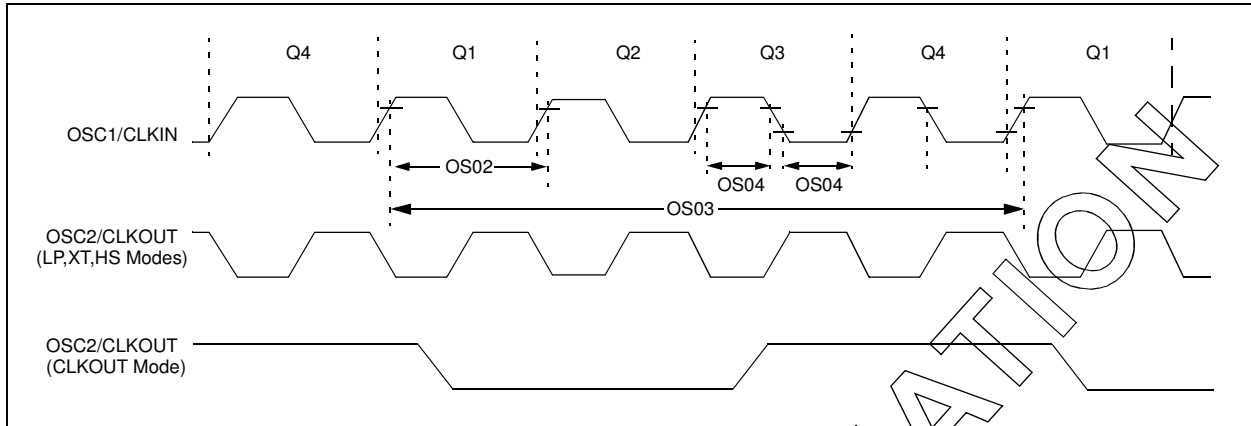 Q4 Q1 Q2 Q3 Q4 Q1
OSC1/CLKIN
OS02
OS04 OS04
OS03
OSC2/CLKOUT
(LP,XT,HS Modes)
OSC2/CLKOUT
(CLKOUT Mode)
ATION